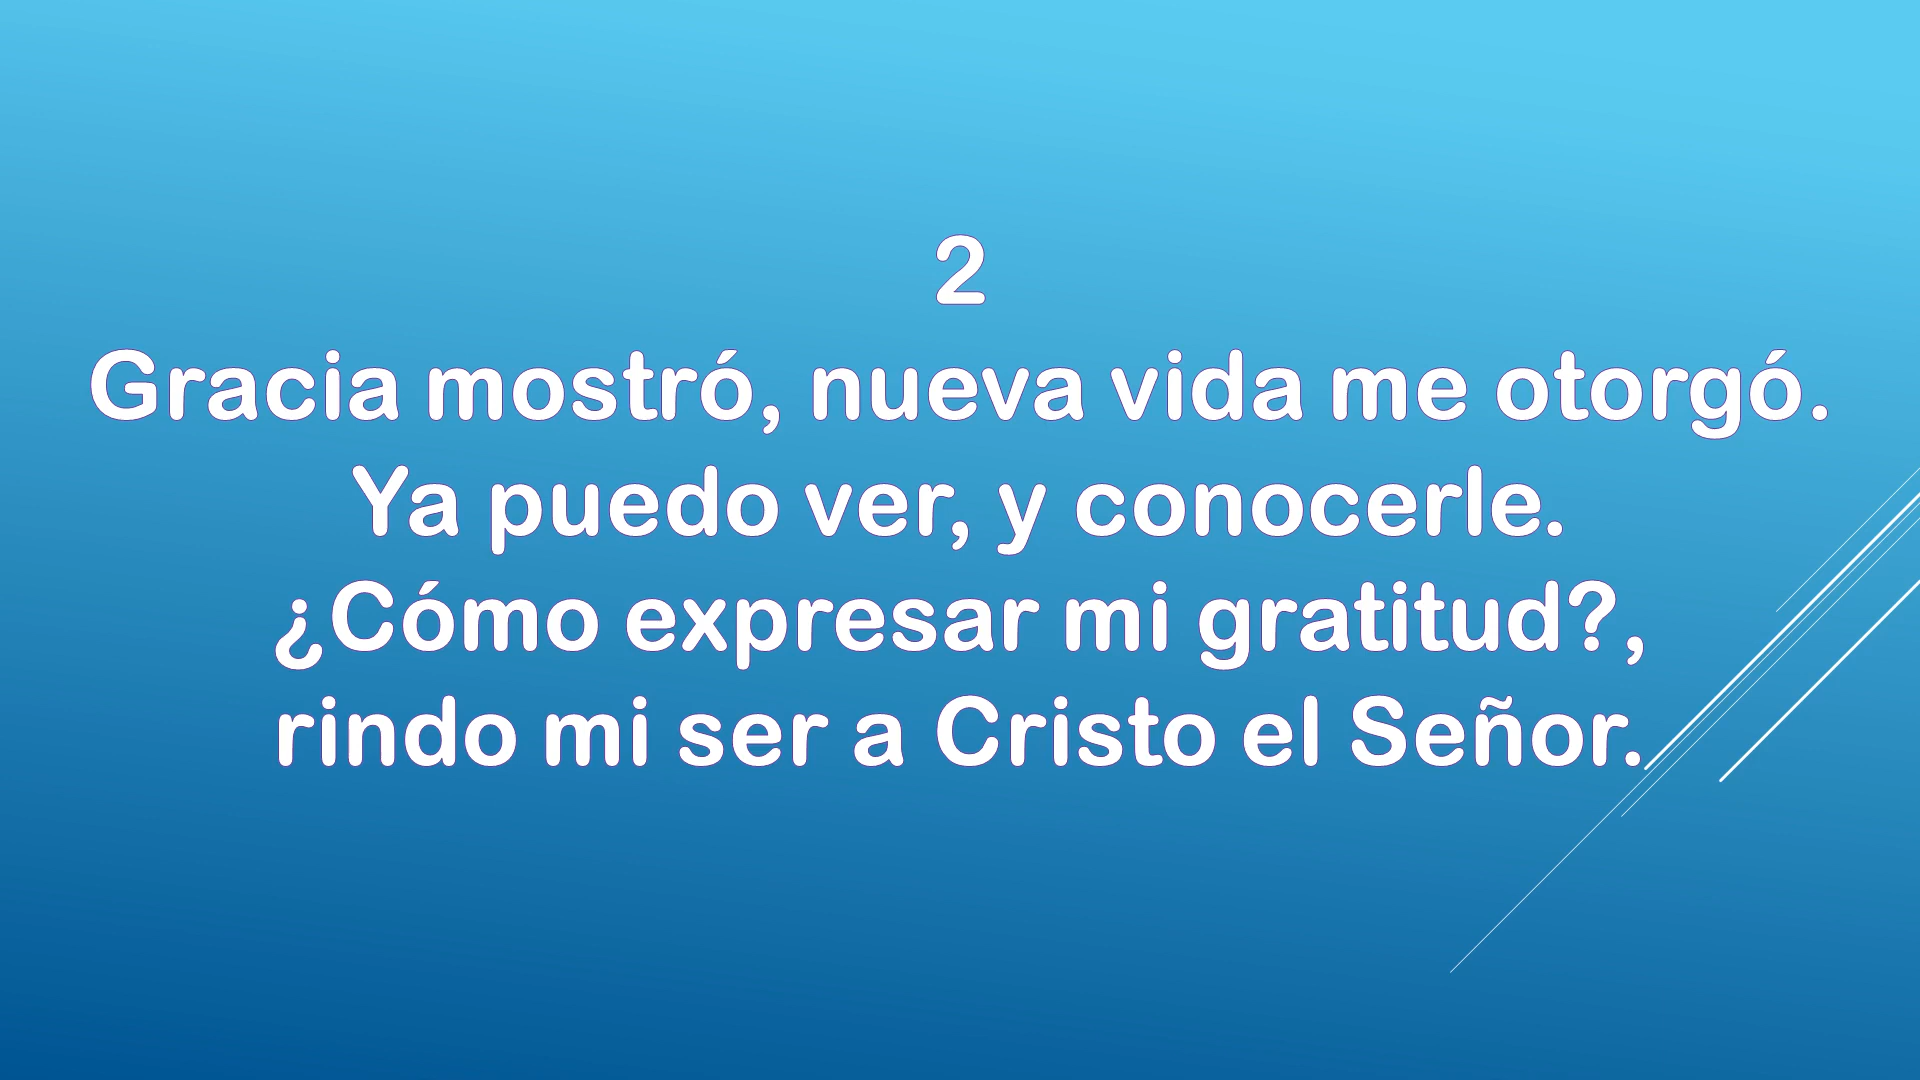 2
Gracia mostró, nueva vida me otorgó.
Ya puedo ver, y conocerle.
¿Cómo expresar mi gratitud?,
rindo mi ser a Cristo el Señor.